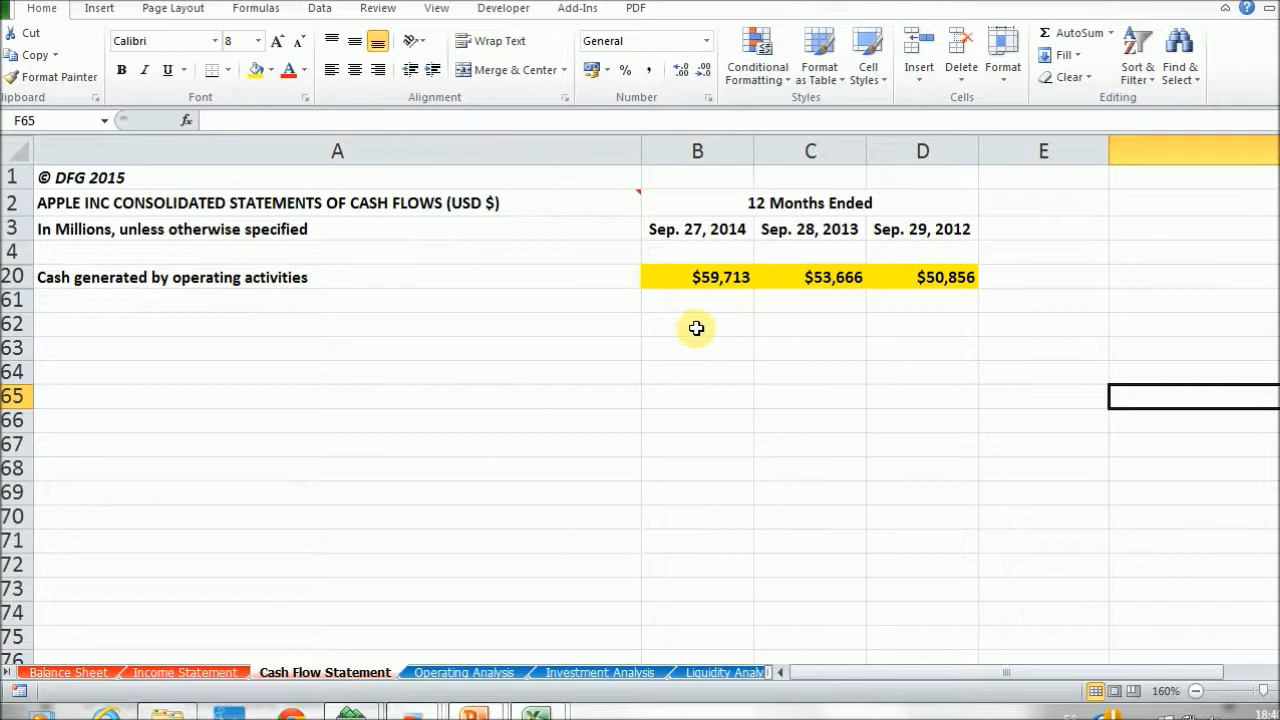 Home Insert Page Layout Formulas Data Review View Developer Add-Ins PDF
Cut
Copy
Format Painter
Calibri 8
B I U
Wrap Text
Merge & Center
General
%
Conditional Formatting
Format as Table
Cell Styles
Insert
Delete
Format
Σ AutoSum
Fill
Clear
Sort & Filter
Find & Select
lipboard Font Alignment Number Styles Cells Editing
F65 fx
A B C D E
1 © DFG 2015
2 APPLE INC CONSOLIDATED STATEMENTS OF CASH FLOWS (USD $) 12 Months Ended
3 In Millions, unless otherwise specified Sep. 27, 2014 Sep. 28, 2013 Sep. 29, 2012
4
20 Cash generated by operating activities $59,713 $53,666 $50,856
61
62
63
64
65
66
67
68
69
70
71
72
73
74
75
76
Balance Sheet Income Statement Cash Flow Statement Operating Analysis Investment Analysis Liquidity Analy
160%